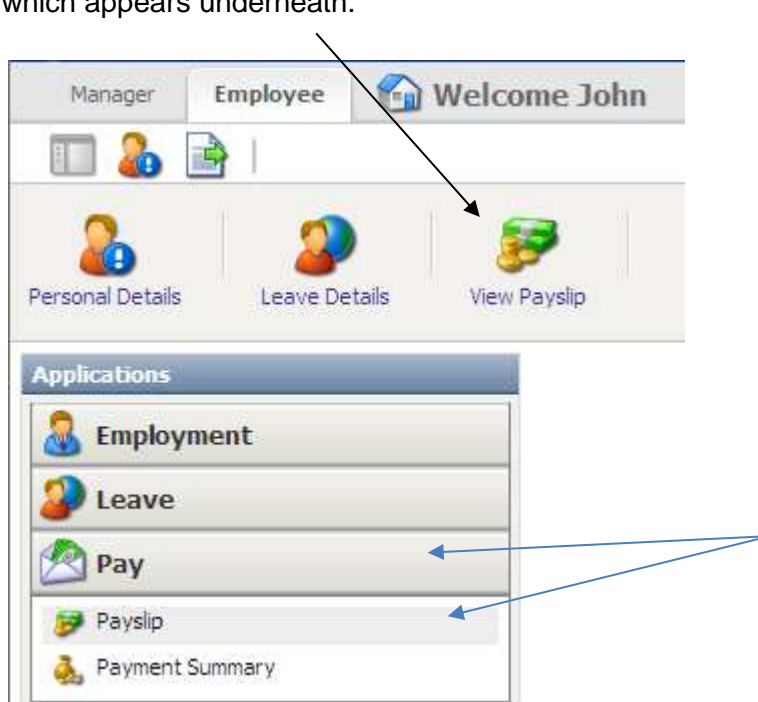 which appears underneath.
Manager Employee Welcome John
Personal Details Leave Details View Payslip
Applications
Employment
Leave
Pay
Payslip
Payment Summary